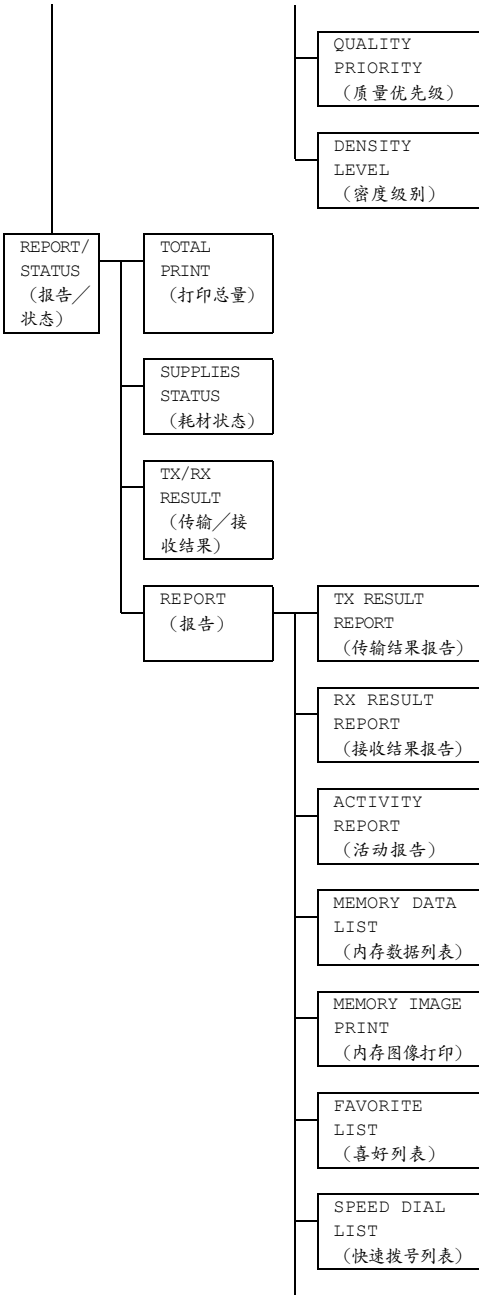 QUALITY
PRIORITY
（质量优先级）
DENSITY
LEVEL
（密度级别）
REPORT/
STATUS
（报告／
状态）
TOTAL
PRINT
（打印总量）
SUPPLIES
STATUS
（耗材状态）
TX/RX
RESULT
（传输／接
收结果）
REPORT
（报告）
TX RESULT
REPORT
（传输结果报告）
RX RESULT
REPORT
（接收结果报告）
ACTIVITY
REPORT
（活动报告）
MEMORY DATA
LIST
（内存数据列表）
MEMORY IMAGE
PRINT
（内存图像打印）
FAVORITE
LIST
（喜好列表）
SPEED DIAL
LIST
（快速拨号列表）